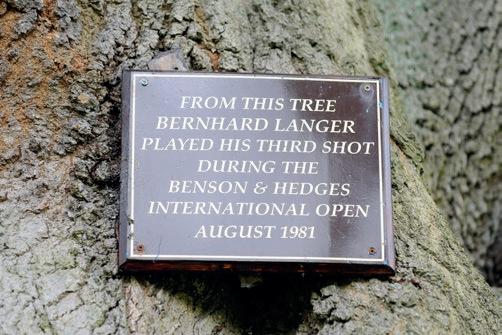 FROM THIS TREE
BERNHARD LANGER
PLAYED HIS THIRD SHOT
DURING THE
BENSON & HEDGES
INTERNATIONAL OPEN
AUGUST 1981